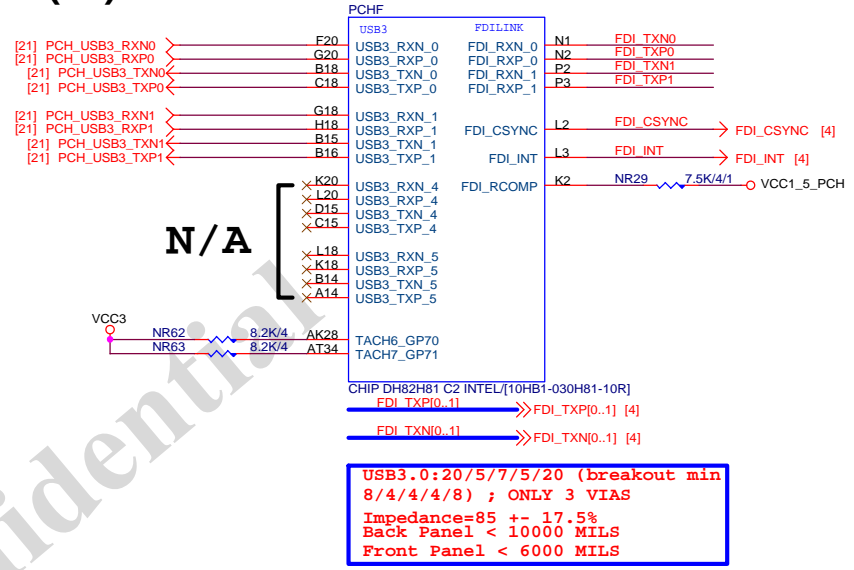 PCHF
USB3 FDILINK
[21] PCH_USB3_RXN0 F20 USB3_RXN_0 FDI_RXN_0 N1 FDI_TXN0
[21] PCH_USB3_RXP0 G20 USB3_RXP_0 FDI_RXP_0 N2 FDI_TXP0
[21] PCH_USB3_TXN0 B18 USB3_TXN_0 FDI_RXN_1 P2 FDI_TXN1
[21] PCH_USB3_TXP0 C18 USB3_TXP_0 FDI_RXP_1 P3 FDI_TXP1
[21] PCH_USB3_RXN1 G18 USB3_RXN_1
[21] PCH_USB3_RXP1 H18 USB3_RXP_1 FDI_CSYNC L2 FDI_CSYNC FDI_CSYNC [4]
[21] PCH_USB3_TXN1 B15 USB3_TXN_1
[21] PCH_USB3_TXP1 B16 USB3_TXP_1 FDI_INT L3 FDI_INT FDI_INT [4]
K20 USB3_RXN_4 FDI_RCOMP K2 NR29 7.5K/4/1 VCC1_5_PCH
L20 USB3_RXP_4
D15 USB3_TXN_4
C15 USB3_TXP_4
N/A
L18 USB3_RXN_5
K18 USB3_RXP_5
B14 USB3_TXN_5
A14 USB3_TXP_5
VCC3
NR62 8.2K/4 AK28 TACH6_GP70
NR63 8.2K/4 AT34 TACH7_GP71
CHIP DH82H81 C2 INTEL/[10HB1-030H81-10R]
FDI_TXP[0..1] FDI_TXP[0..1] [4]
FDI_TXN[0..1] FDI_TXN[0..1] [4]
USB3.0:20/5/7/5/20 (breakout min
8/4/4/4/8) ; ONLY 3 VIAS
Impedance=85 +- 17.5%
Back Panel < 10000 MILS
Front Panel < 6000 MILS